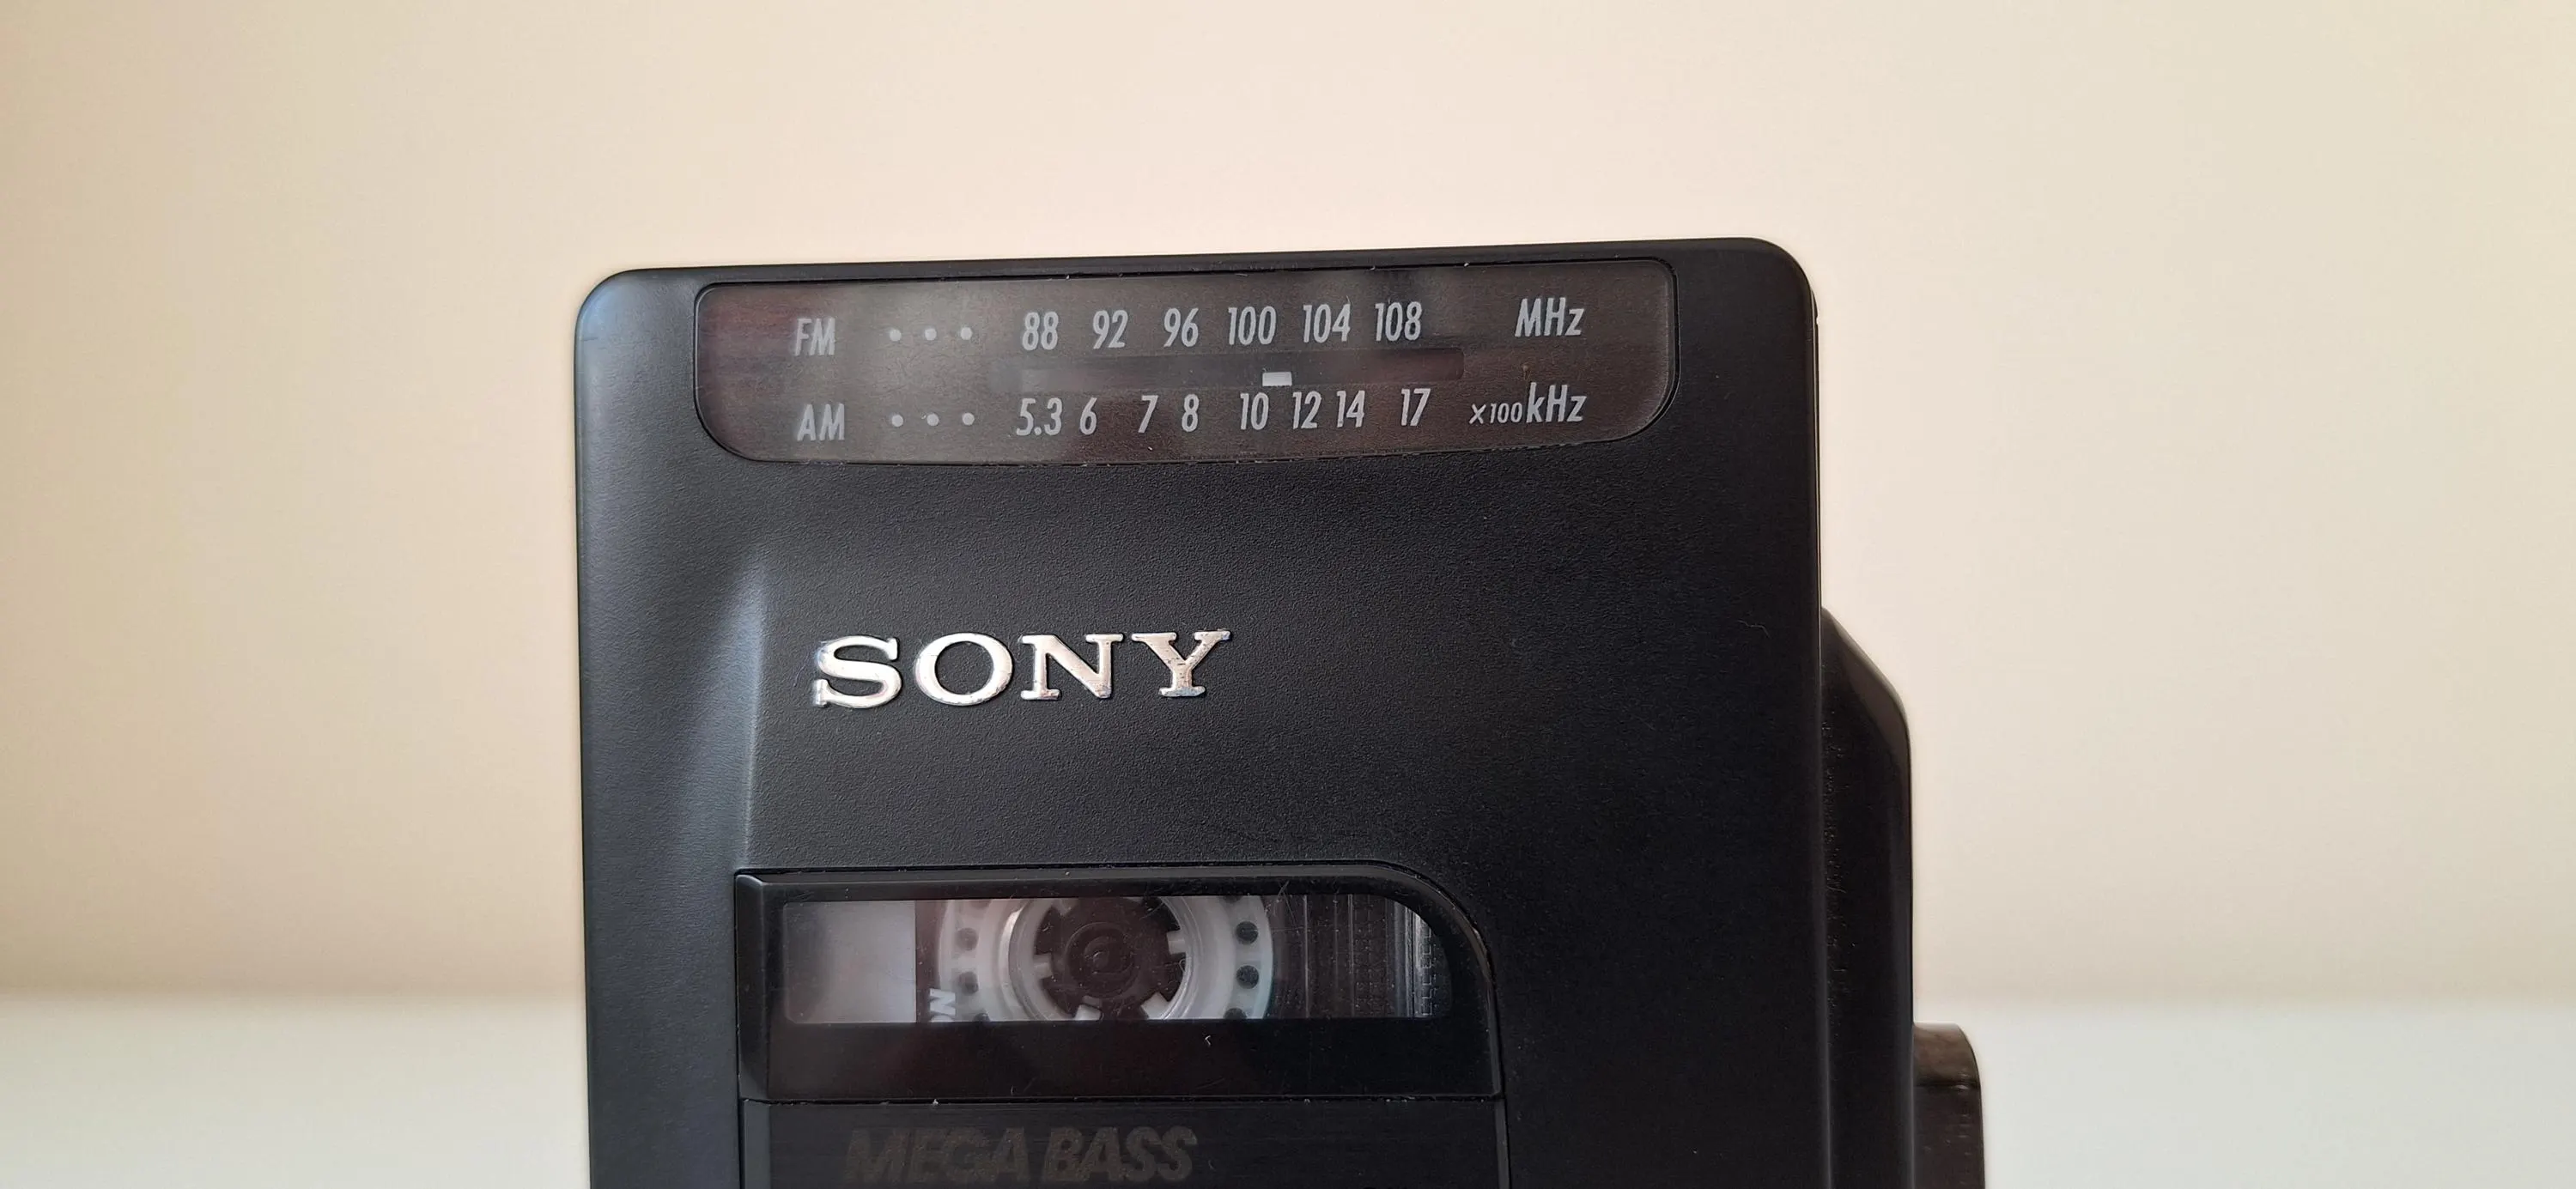 FM • • • 88 92 96 100 104 108 MHz
AM • • • 5.3 6 7 8 10 12 14 17 x100kHz
SONY
MEGA BASS